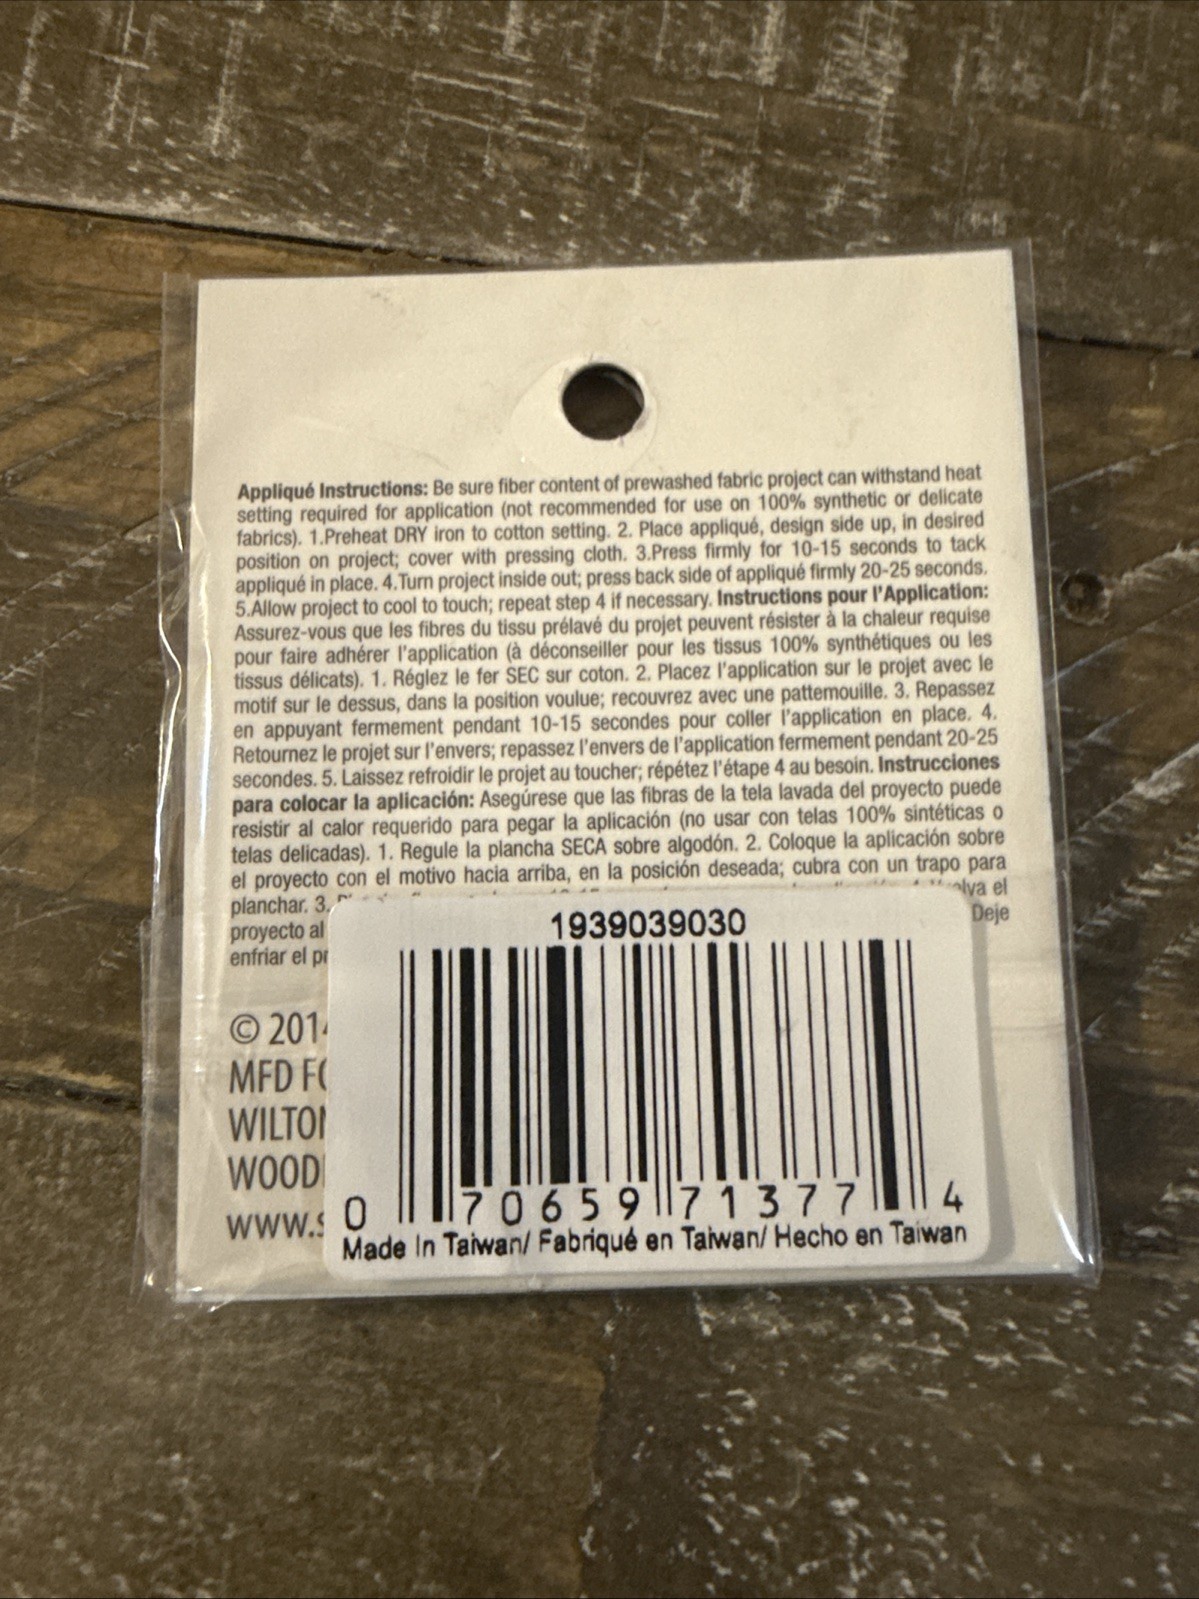 Appliqué Instructions: Be sure fiber content of prewashed fabric project can withstand heat
setting required for application (not recommended for use on 100% synthetic or delicate
fabrics). 1.Preheat DRY iron to cotton setting. 2. Place appliqué, design side up, in desired
position on project; cover with pressing cloth. 3.Press firmly for 10-15 seconds to tack
appliqué in place. 4.Turn project inside out; press back side of appliqué firmly 20-25 seconds.
5.Allow project to cool to touch; repeat step 4 if necessary. Instructions pour l'Application:
Assurez-vous que les fibres du tissu prélavé du projet peuvent résister à la chaleur requise
pour faire adhérer l'application (à déconseiller pour les tissus 100% synthétiques ou les
tissus délicats). 1. Réglez le fer SEC sur coton. 2. Placez l'application sur le projet avec le
motif sur le dessus, dans la position voulue; recouvrez avec une pattemouille. 3. Repassez
en appuyant fermement pendant 10-15 secondes pour coller l'application en place. 4.
Retournez le projet sur l'envers; repassez l'envers de l'application fermement pendant 20-25
secondes. 5. Laissez refroidir le projet au toucher; répétez l'étape 4 au besoin. Instrucciones
para colocar la aplicación: Asegúrese que las fibras de la tela lavada del proyecto puede
resistir al calor requerido para pegar la aplicación (no usar con telas 100% sintéticas o
telas delicadas). 1. Regule la plancha SECA sobre algodón. 2. Coloque la aplicación sobre
el proyecto con el motivo hacia arriba, en la posición deseada; cubra con un trapo para
planchar. 3. el
proyecto al Deje
enfriar el
© 201
MFD
WILTO
WOOD
www.s
1939039030
0 70659 71377 4
Made In Taiwan/ Fabriqué en Taiwan/ Hecho en Taiwan